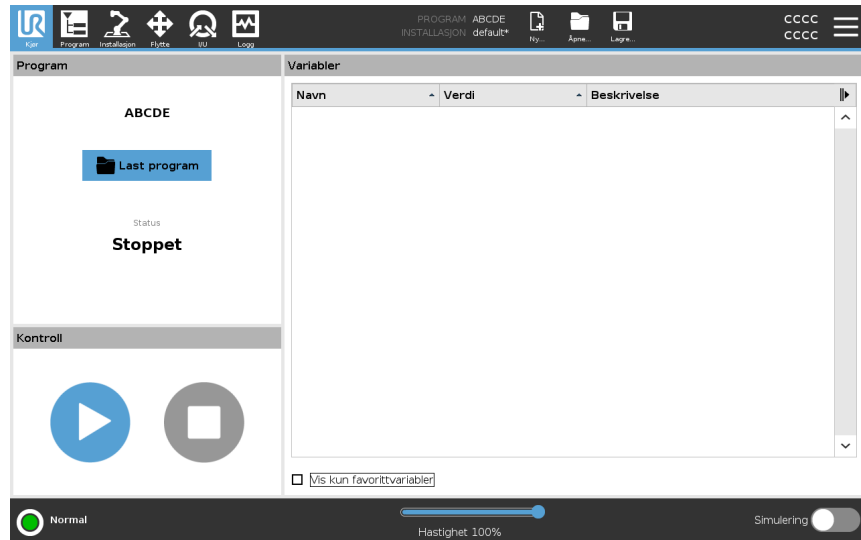 UR
Kjør
Program
Installasjon
Flytte
I/U
Logg
PROGRAM ABCDE
INSTALLASJON default*
Ny...
Åpne...
Lagre...
CCCC
CCCC
Program
ABCDE
Last program
Status
Stoppet
Kontroll
Variabler
Navn Verdi Beskrivelse
Vis kun favorittvariabler
Normal
Hastighet 100%
Simulering